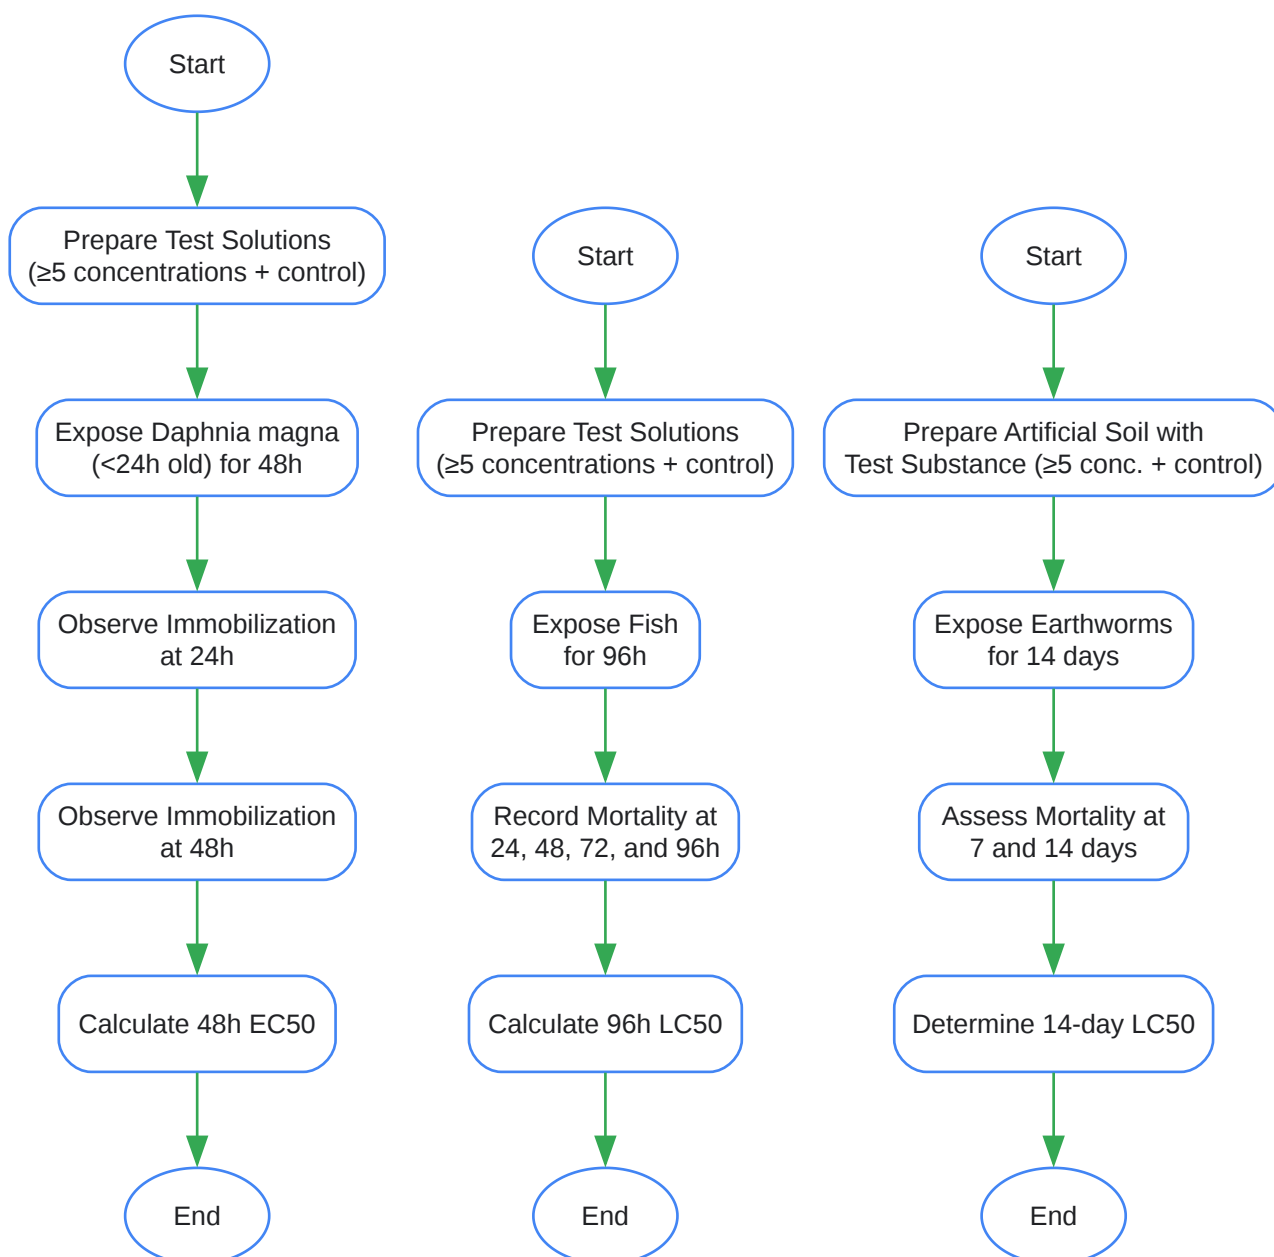 Start
Prepare Test Solutions
(≥5 concentrations + control)
Expose Daphnia magna
(<24h old) for 48h
Observe Immobilization
at 24h
Observe Immobilization
at 48h
Calculate 48h EC50
End
Start
Prepare Test Solutions
(≥5 concentrations + control)
Expose Fish
for 96h
Record Mortality at
24, 48, 72, and 96h
Calculate 96h LC50
End
Start
Prepare Artificial Soil with
Test Substance (≥5 conc. + control)
Expose Earthworms
for 14 days
Assess Mortality at
7 and 14 days
Determine 14-day LC50
End